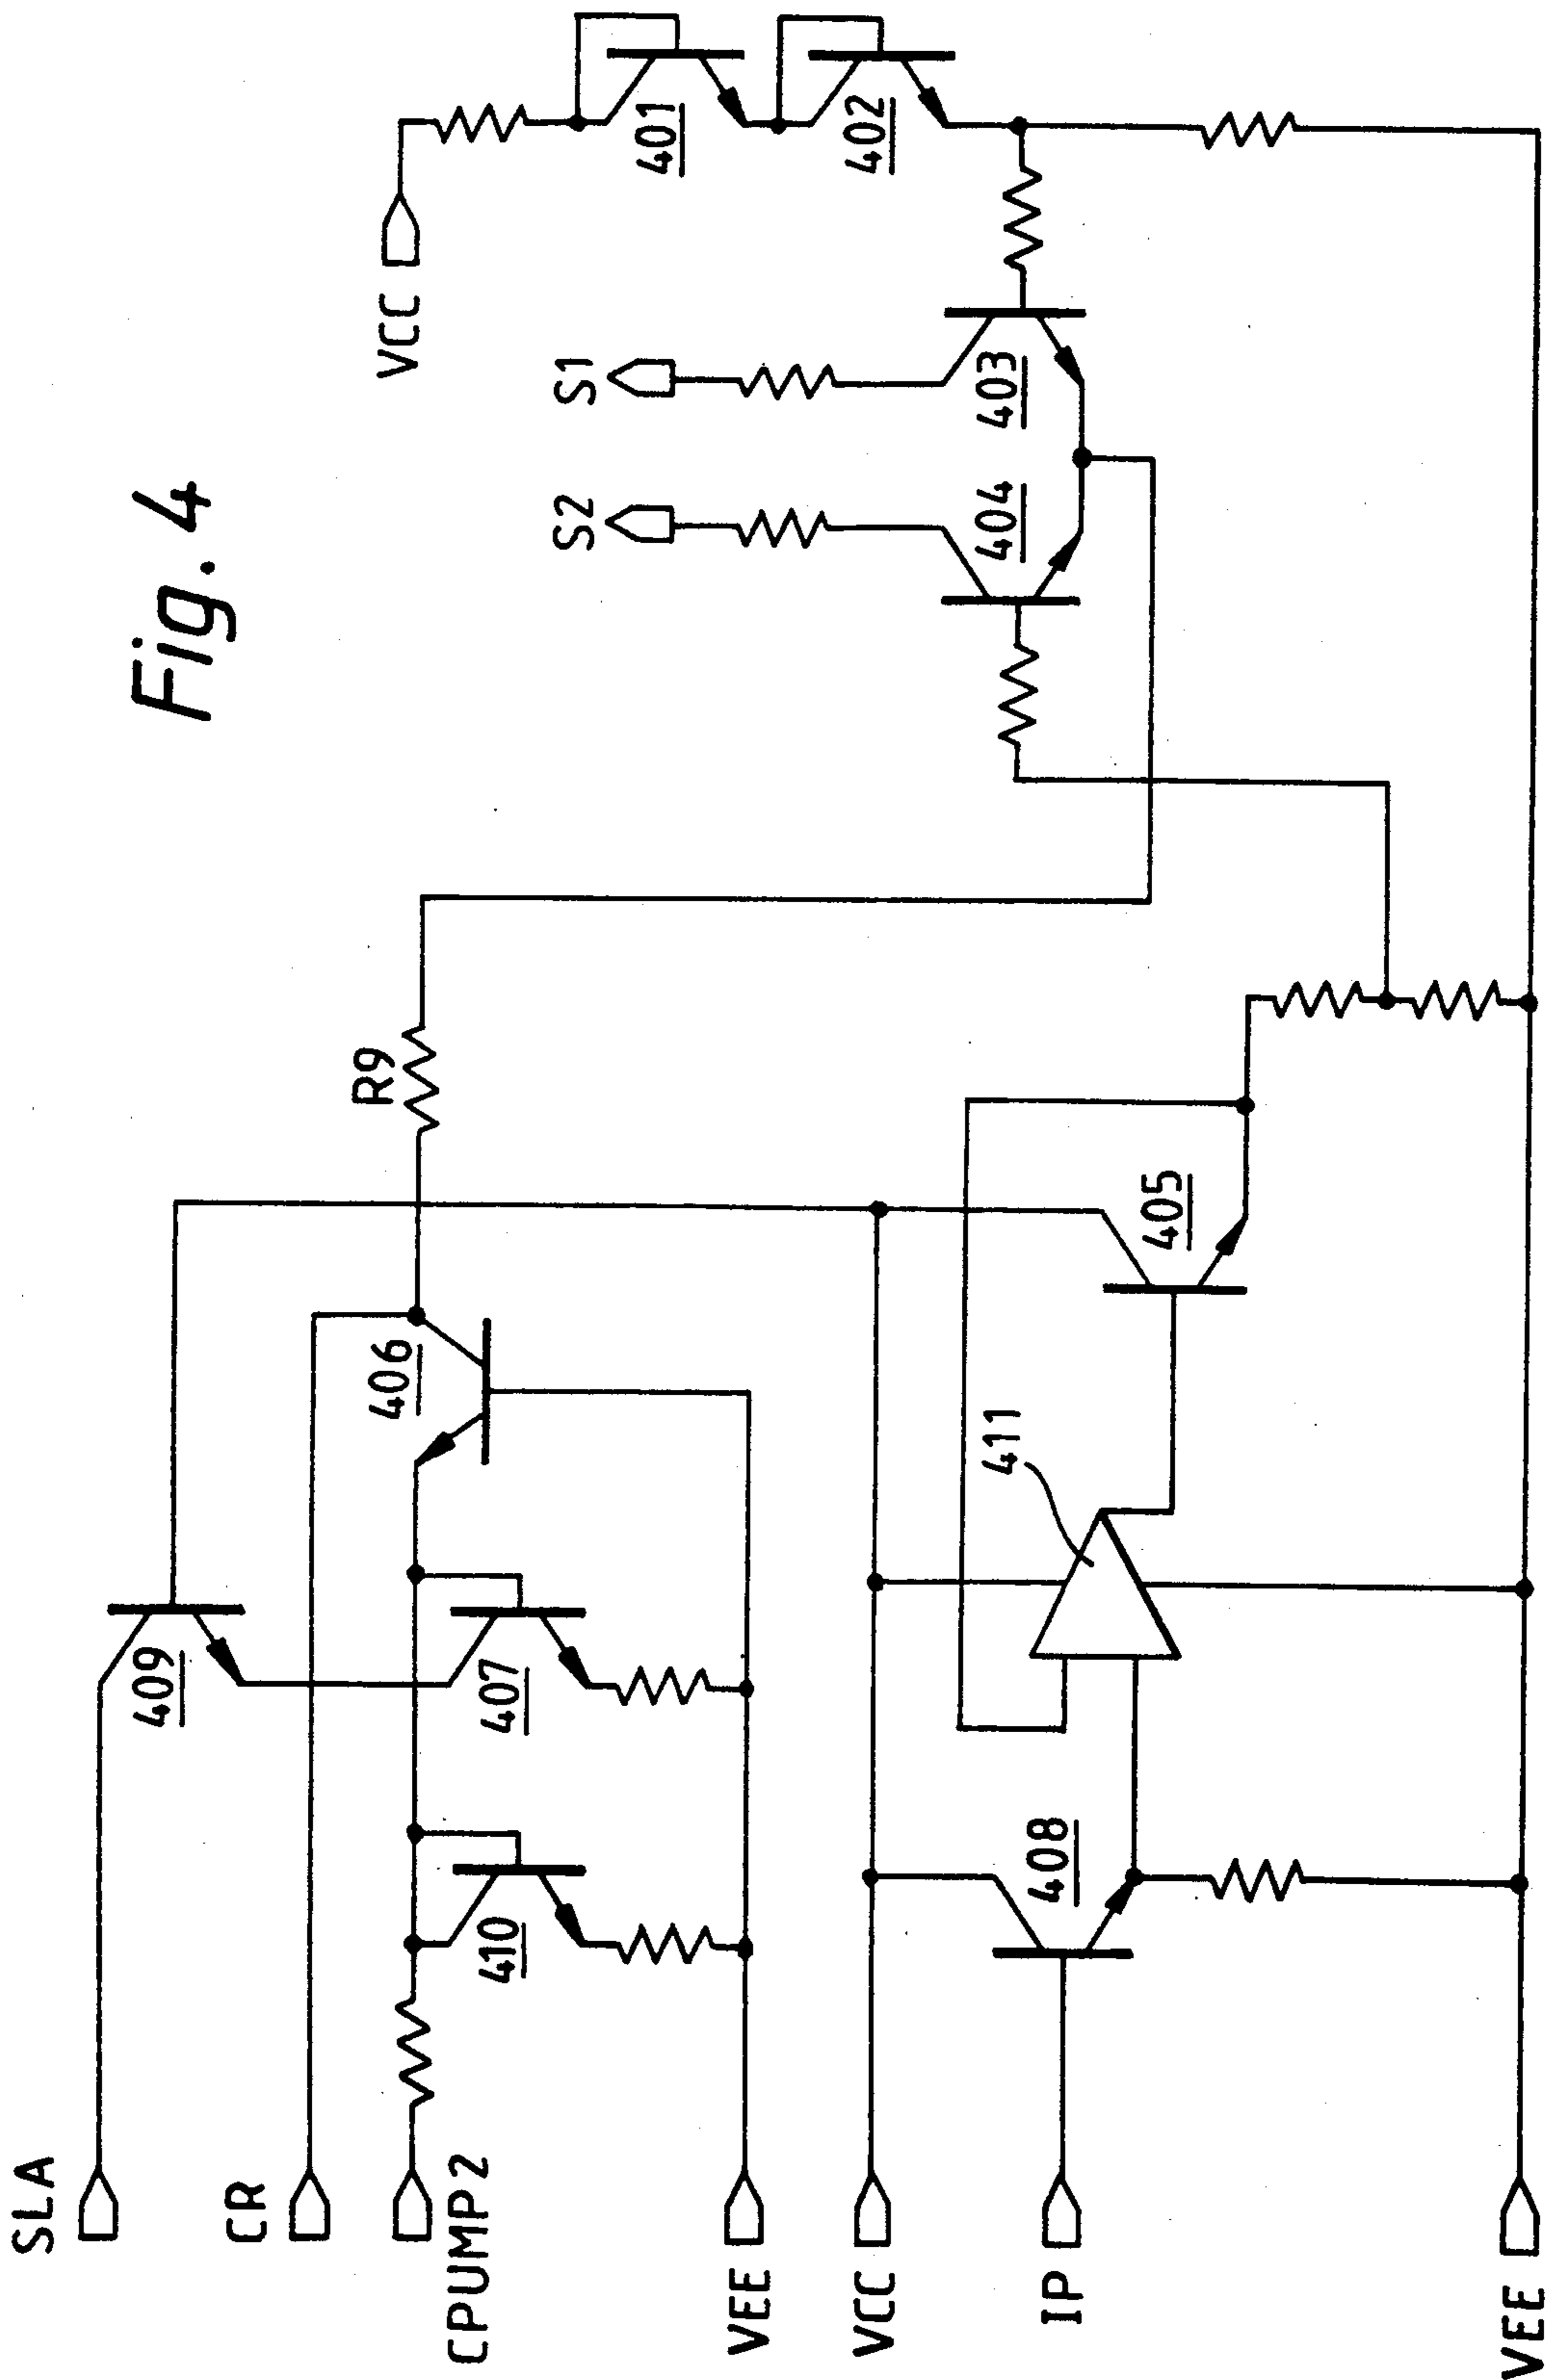 Fig. 4
SLA
CR
CPUMP2
VEE
VCC
IP
VEE
409
410
407
406
R9
408
411
405
S2
S1
404
403
VCC
401
402